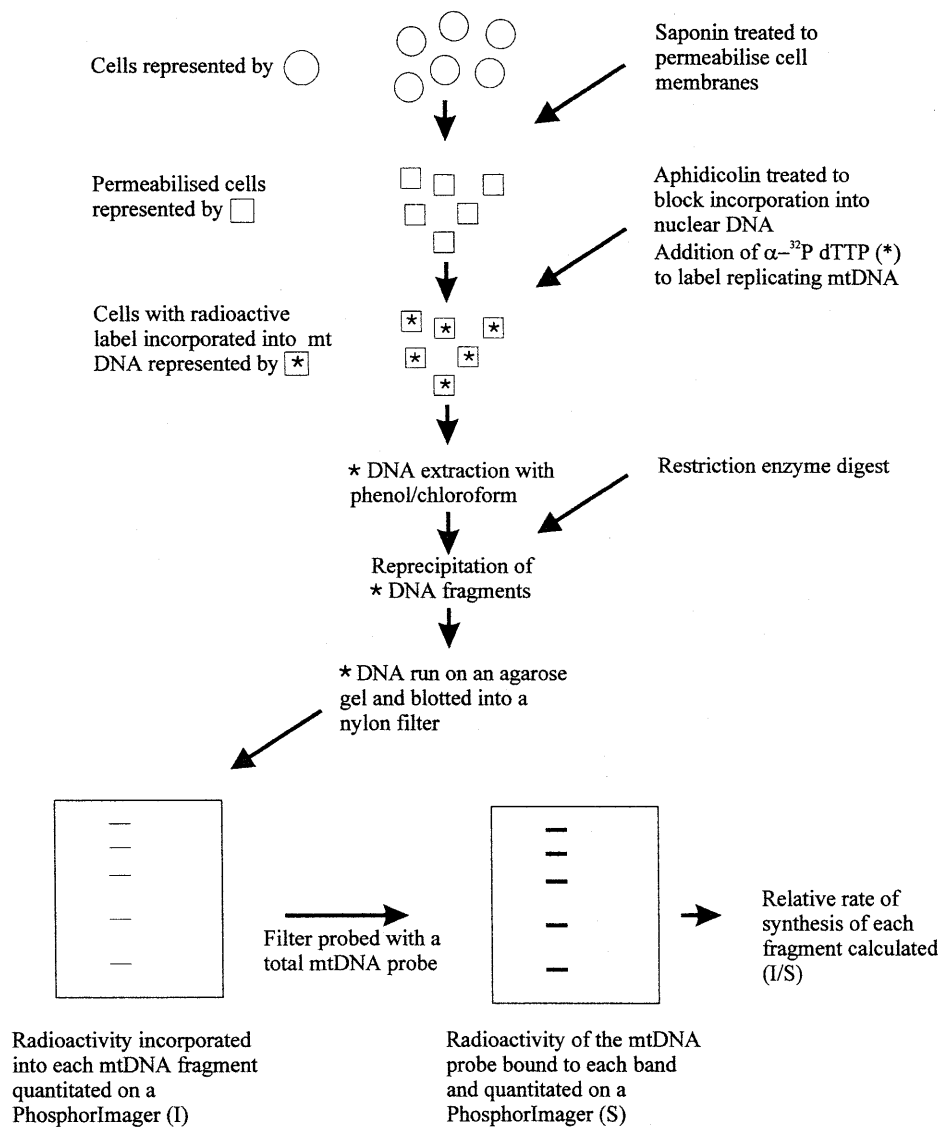 Cells represented by
Saponin treated to
permeabilise cell
membranes
Permeabilised cells
represented by
Aphidicolin treated to
block incorporation into
nuclear DNA
Addition of α–³²P dTTP (*)
to label replicating mtDNA
Cells with radioactive
label incorporated into mt
DNA represented by *
* * *
* *
*
* DNA extraction with
phenol/chloroform
Restriction enzyme digest
Reprecipitation of
* DNA fragments
* DNA run on an agarose
gel and blotted into a
nylon filter
Filter probed with a
total mtDNA probe
Relative rate of
synthesis of each
fragment calculated
(I/S)
Radioactivity incorporated
into each mtDNA fragment
quantitated on a
PhosphorImager (I)
Radioactivity of the mtDNA
probe bound to each band
and quantitated on a
PhosphorImager (S)